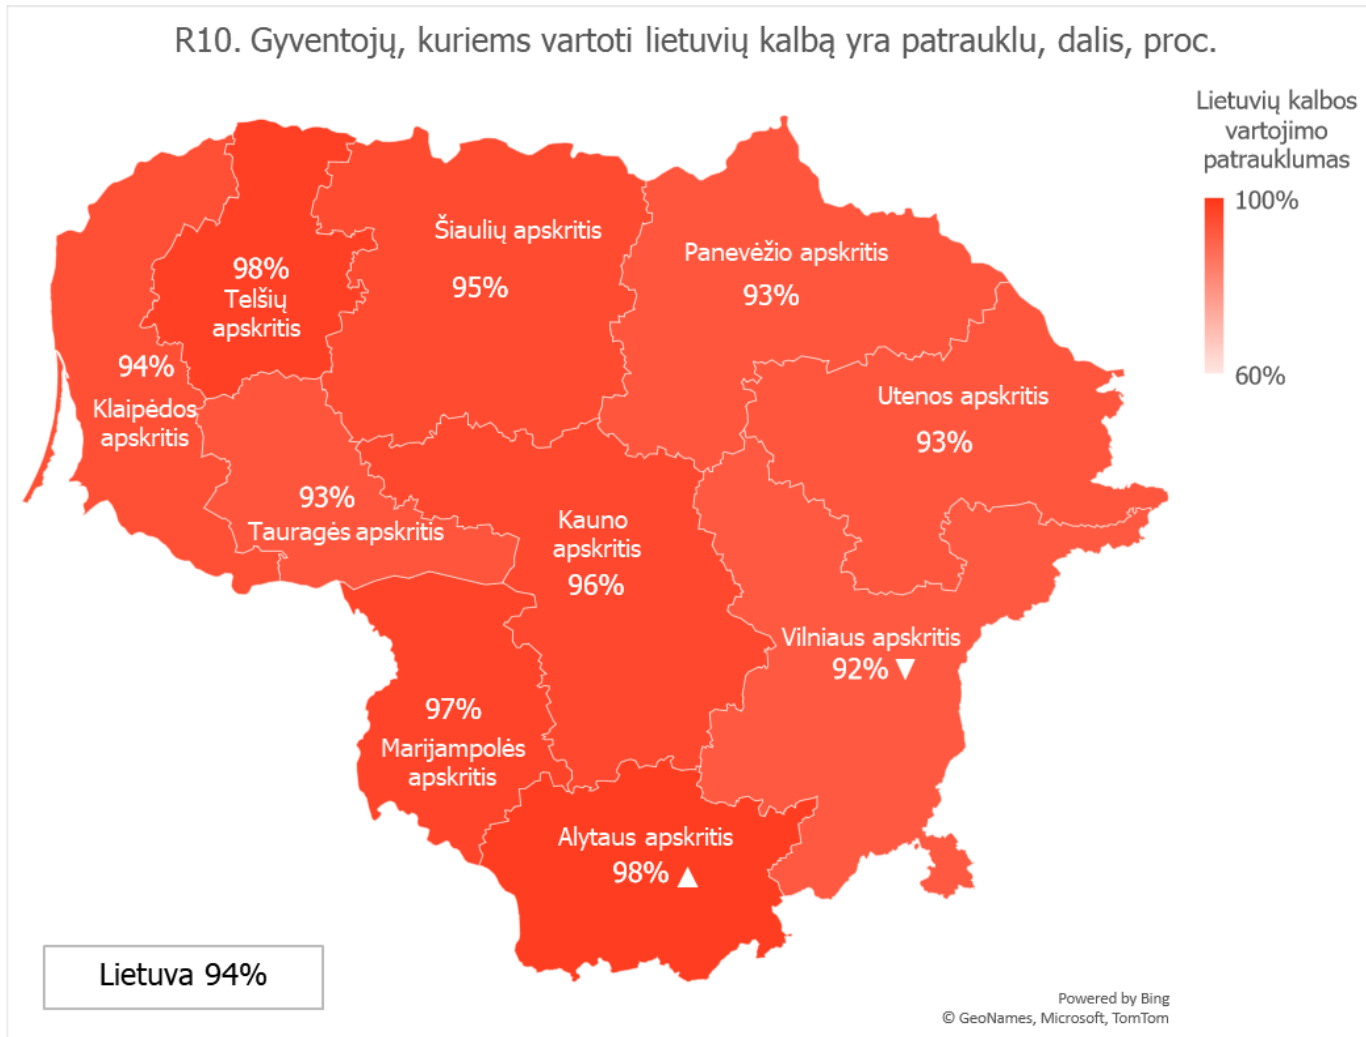 R10. Gyventojų, kuriems vartoti lietuvių kalbą yra patrauklu, dalis, proc.
Lietuvių kalbos
vartojimo
patrauklumas
100%
60%
Šiaulių apskritis
95%
Panevėžio apskritis
93%
98%
Telšių
apskritis
94%
Klaipėdos
apskritis
Utenos apskritis
93%
93%
Tauragės apskritis
Kauno
apskritis
96%
Vilniaus apskritis
92% ▼
97%
Marijampolės
apskritis
Alytaus apskritis
98% ▲
Lietuva 94%
Powered by Bing
© GeoNames, Microsoft, TomTom